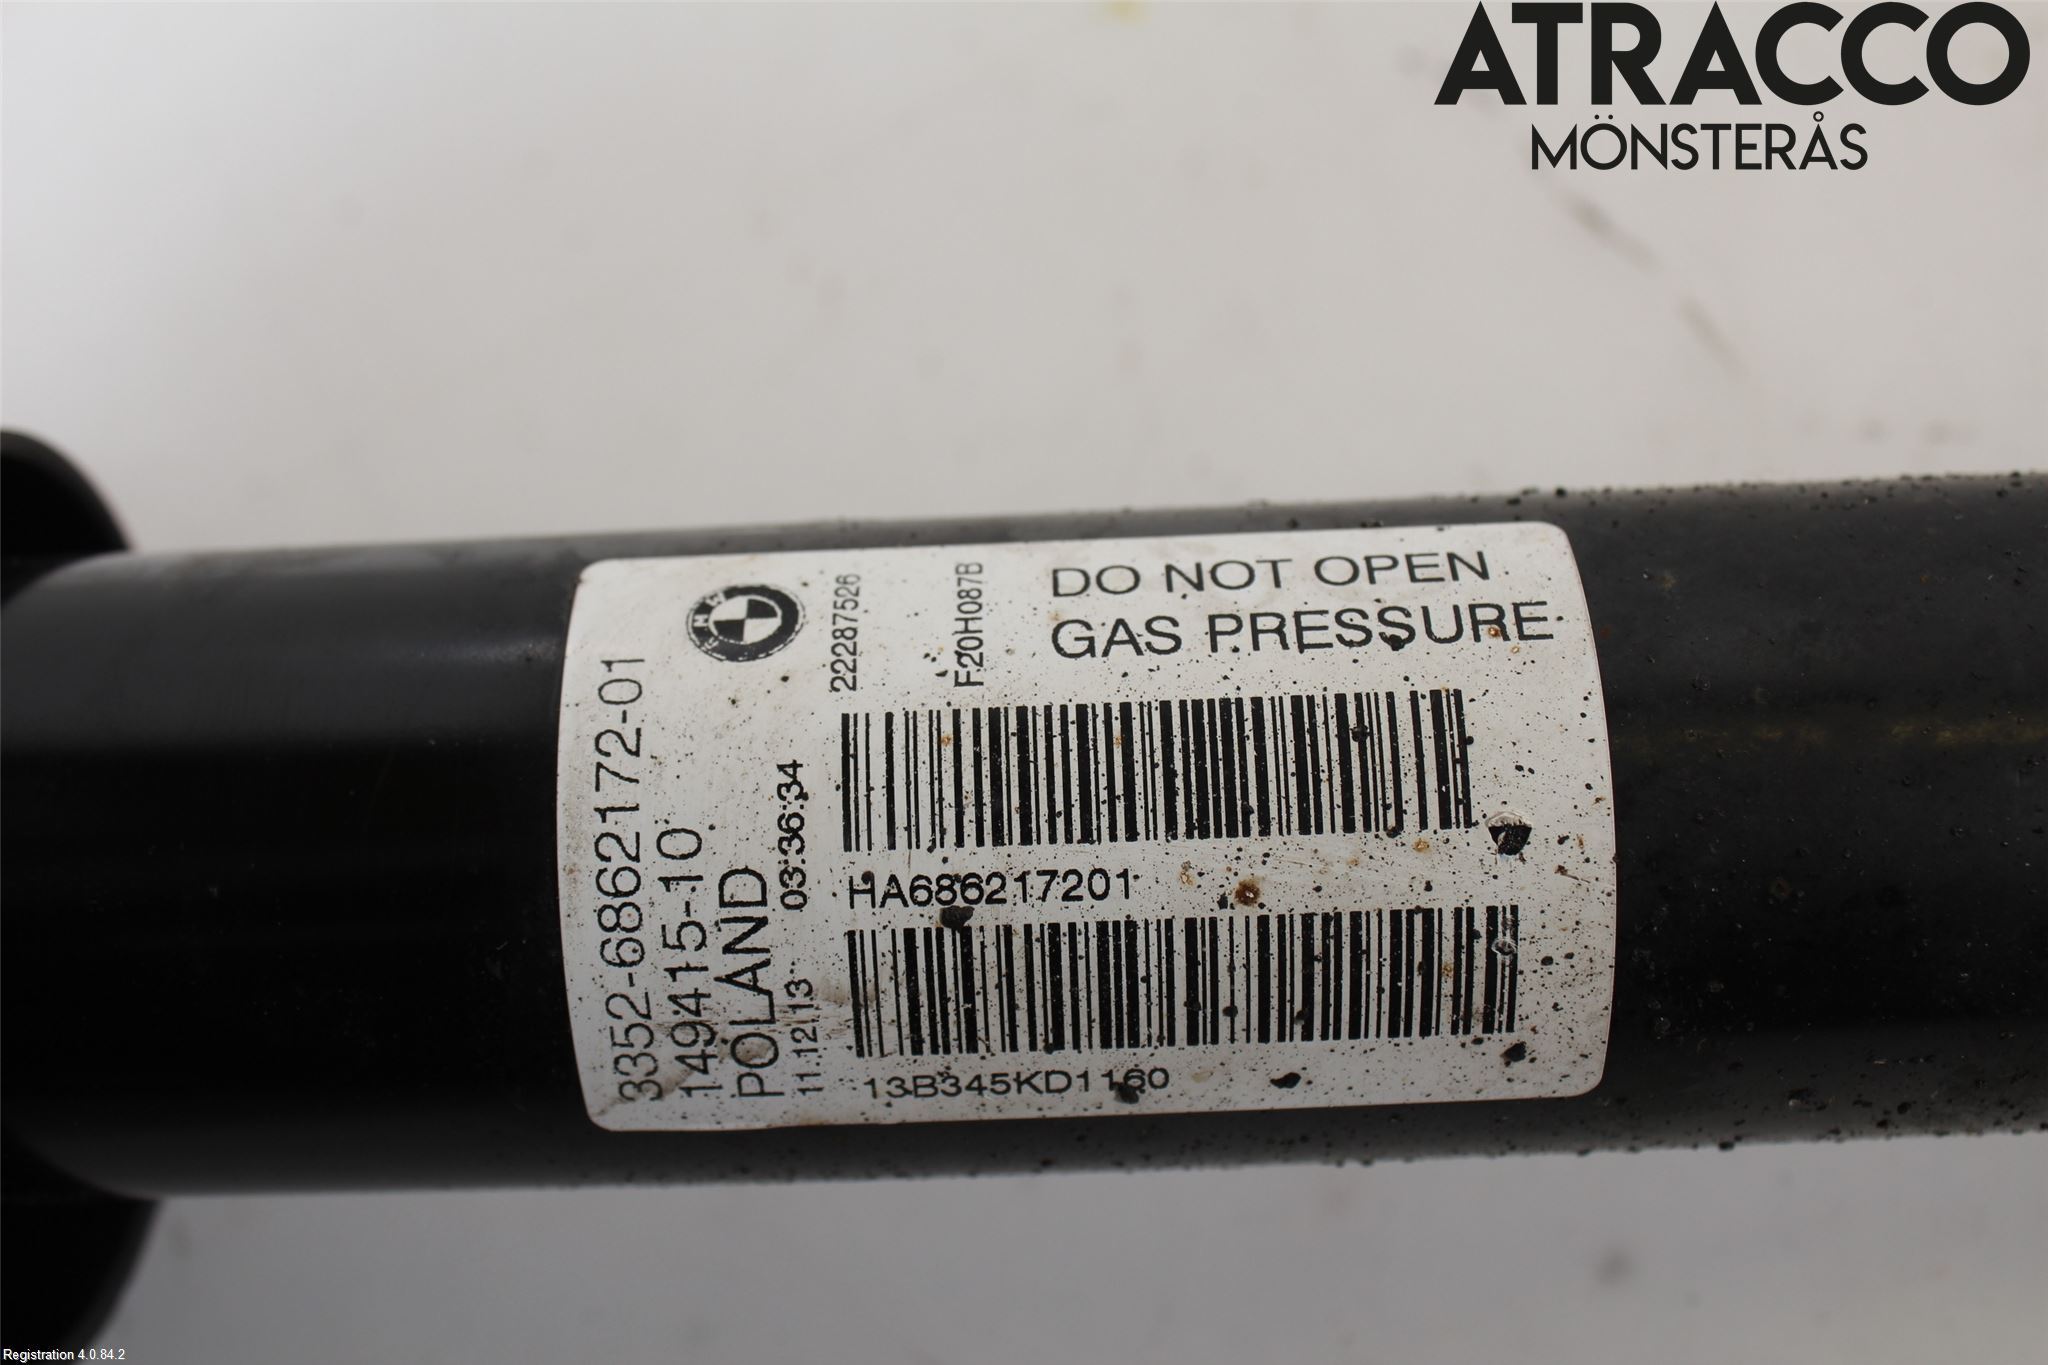 ATRACCO
MÖNSTERÅS
DO NOT OPEN
GAS PRESSURE
22287526
F20H087B
3352-6862172-01
149415-10
POLAND
11.12.13 03:36:34
HA686217201
13B345KD1160
BMW
Registration 4.0.84.2